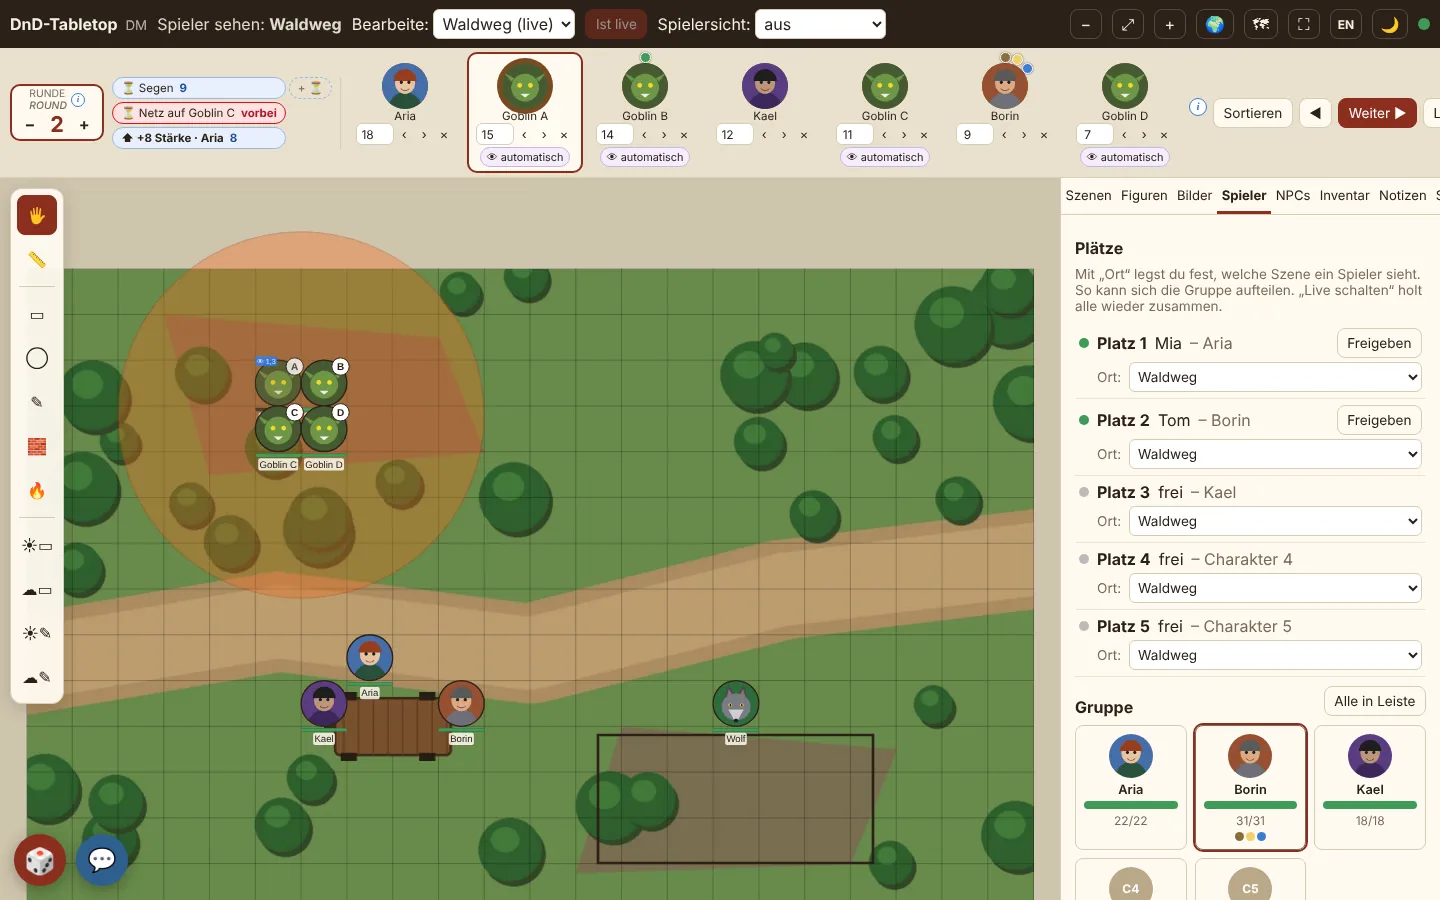 DnD-Tabletop DM Spieler sehen: Waldweg Bearbeite: Waldweg (live) Ist live Spielersicht: aus − + EN
RUNDE
ROUND i
− 2 +
Segen 9
Netz auf Goblin C vorbei
+8 Stärke · Aria 8
+
Aria
18 ‹ › ×
Goblin A
15 ‹ › ×
automatisch
Goblin B
14 ‹ › ×
automatisch
Kael
12 ‹ › ×
Goblin C
11 ‹ › ×
automatisch
Borin
9 ‹ › ×
Goblin D
7 ‹ › ×
automatisch
i Sortieren ◀ Weiter ▶ L
Szenen Figuren Bilder Spieler NPCs Inventar Notizen S
1,3 A B
C D
Goblin C Goblin D
Aria
Kael Borin
Wolf
Plätze
Mit „Ort“ legst du fest, welche Szene ein Spieler sieht.
So kann sich die Gruppe aufteilen. „Live schalten“ holt
alle wieder zusammen.
Platz 1 Mia – Aria Freigeben
Ort: Waldweg
Platz 2 Tom – Borin Freigeben
Ort: Waldweg
Platz 3 frei – Kael
Ort: Waldweg
Platz 4 frei – Charakter 4
Ort: Waldweg
Platz 5 frei – Charakter 5
Ort: Waldweg
Gruppe Alle in Leiste
Aria Borin Kael
22/22 31/31 18/18
C4 C5